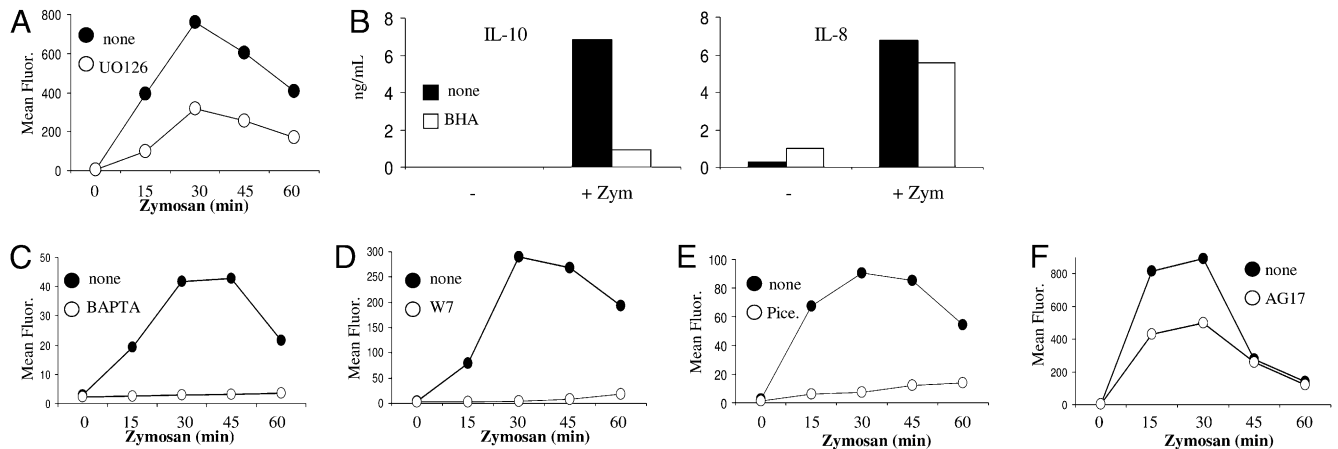 A
Mean Fluor.
800
600
400
200
0
none
UO126
0 15 30 45 60
Zymosan (min)
B
ng/mL
8
6
4
2
0
IL-10
none
BHA
- + Zym
8
6
4
2
0
IL-8
- + Zym
C
Mean Fluor.
50
40
30
20
10
0
none
BAPTA
0 15 30 45 60
Zymosan (min)
D
Mean Fluor.
300
250
200
150
100
50
0
none
W7
0 15 30 45 60
Zymosan (min)
E
Mean Fluor.
100
80
60
40
20
0
none
Pice.
0 15 30 45 60
Zymosan (min)
F
Mean Fluor.
800
600
400
200
0
none
AG17
0 15 30 45 60
Zymosan (min)